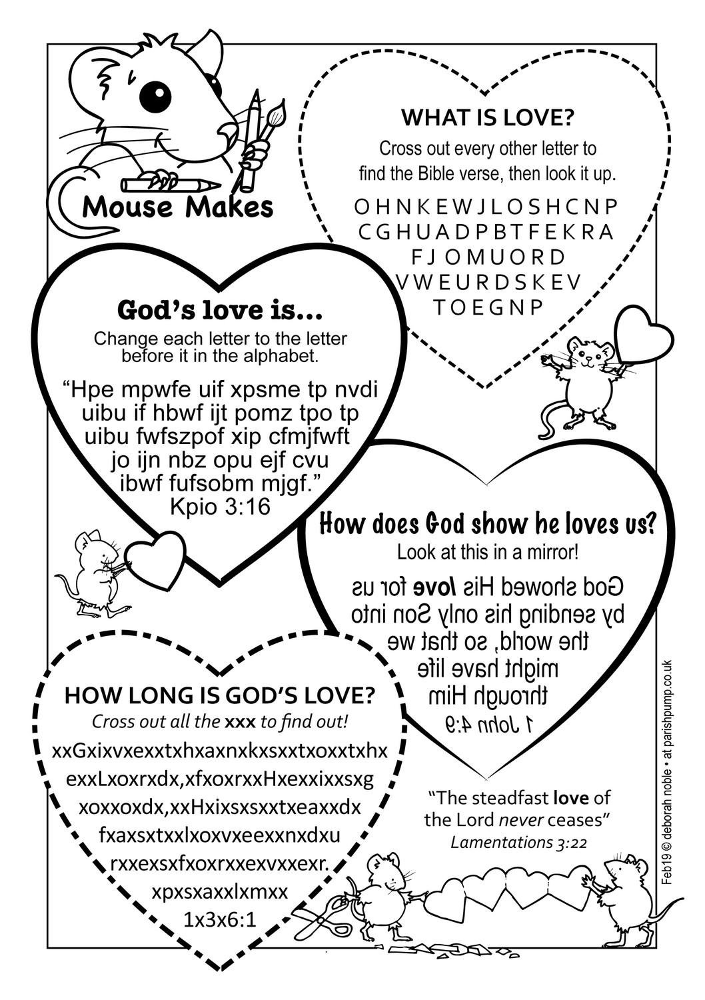 Mouse Makes
WHAT IS LOVE?
Cross out every other letter to
find the Bible verse, then look it up.
OHNKEWJLOSHCNP
CGHUADPBTFEKRA
FJ OMUORD
VWEURDSKEV
TOEGNP
God's love is...
Change each letter to the letter
before it in the alphabet.
“Hpe mpwfe uif xpsme tp nvdi
uibu if hbwf ijt pomz tpo tp
uibu fwfszpof xip cfmjfwft
jo ijn nbz opu ejf cvu
ibwf fufsobm mjgf.”
Kpio 3:16
How does God show he loves us?
Look at this in a mirror!
God showed His love for us
by sending his only Son into
the world, so that we
might have life
through Him
1 John 4:9
HOW LONG IS GOD'S LOVE?
Cross out all the xxx to find out!
xxGxixvxexxtxhxaxnxkxsxxtxoxxtxhx
exxLxoxrxdx,xfxoxrxxHxexxixxsxg
xoxxoxdx,xxHxixsxsxxtxeaxxdx
fxaxsxtxxlxoxvxeexxnxdxu
rxxexsxfxoxrxxexvxxexr.
xpxsxaxxlxmxx
1x3x6:1
“The steadfast love of
the Lord never ceases”
Lamentations 3:22
Feb19 © deborah noble • at parishpump.co.uk